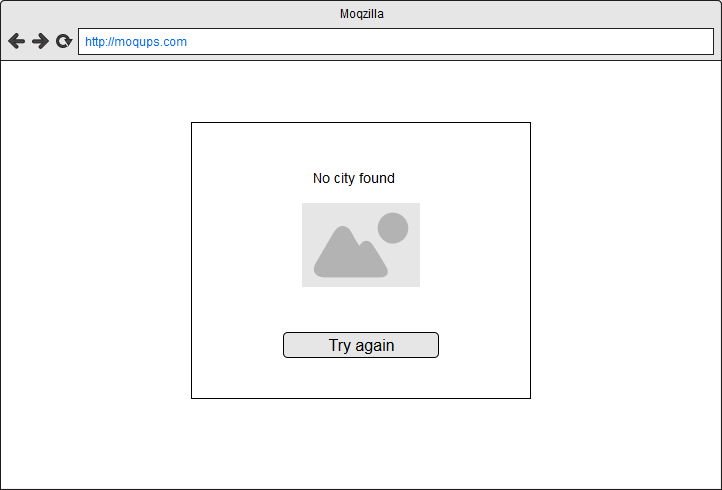 Moqzilla
http://moqups.com
No city found
Try again